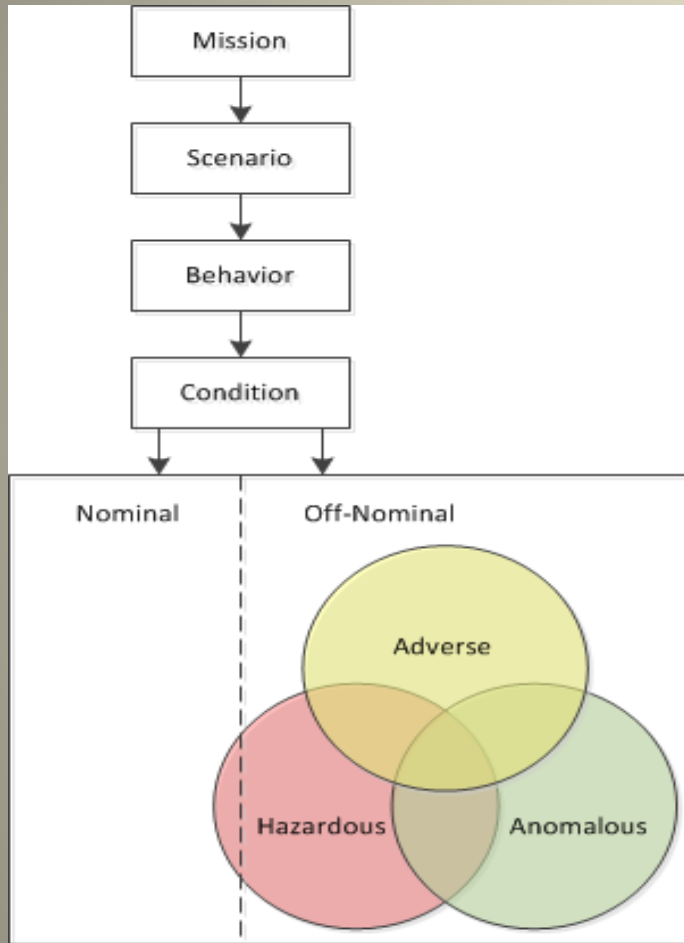 Mission
Scenario
Behavior
Condition
Nominal
Off-Nominal
Adverse
Hazardous
Anomalous